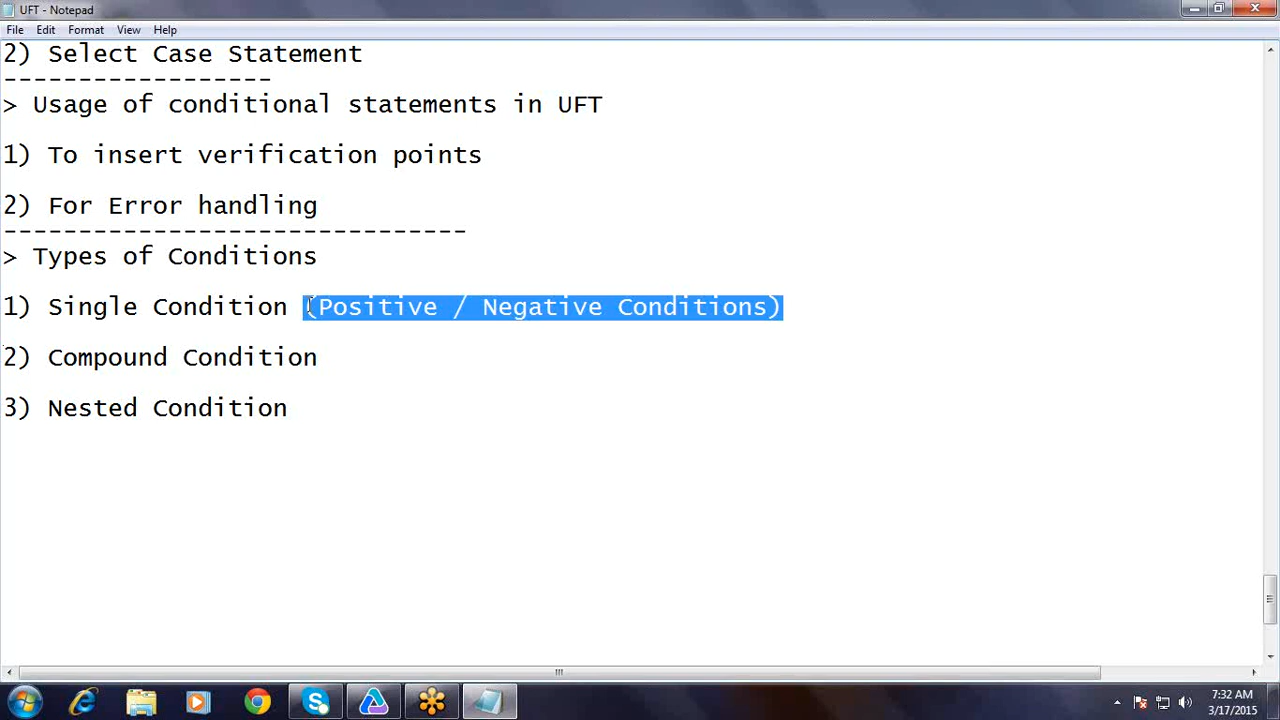 UFT - Notepad
File Edit Format View Help
2) Select Case Statement
------------------
> Usage of conditional statements in UFT
1) To insert verification points
2) For Error handling
-------------------------------
> Types of Conditions
1) Single Condition (Positive / Negative Conditions)
2) Compound Condition
3) Nested Condition
7:32 AM
3/17/2015